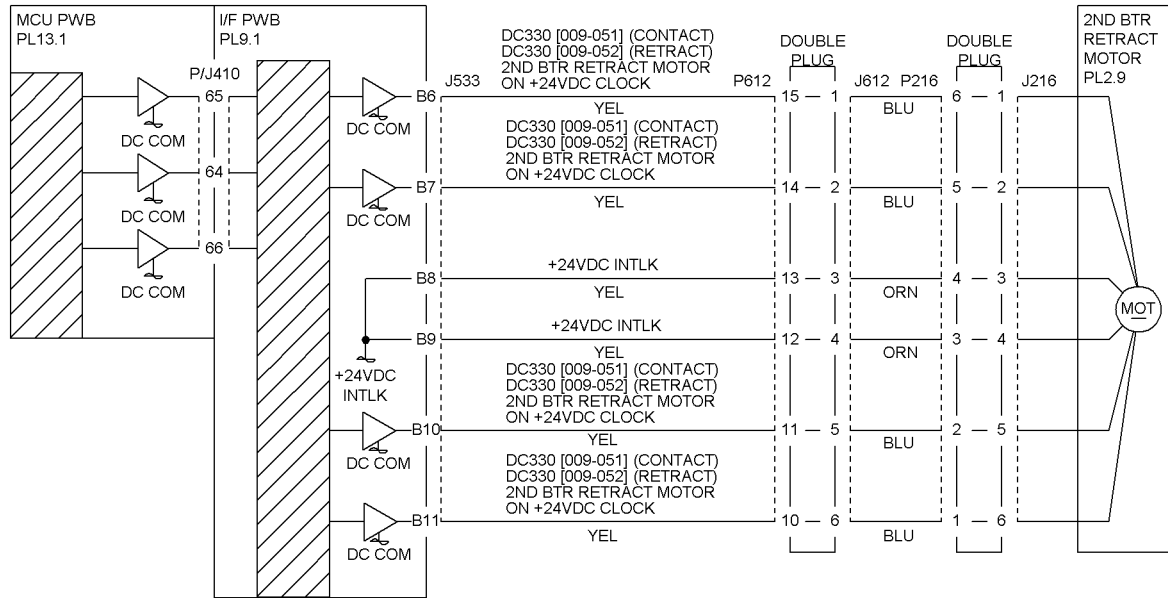 MCU PWB
PL13.1
I/F PWB
PL9.1
2ND BTR
RETRACT
MOTOR
PL2.9
DC330 [009-051] (CONTACT)
DC330 [009-052] (RETRACT)
2ND BTR RETRACT MOTOR
ON +24VDC CLOCK
DOUBLE
PLUG
DOUBLE
PLUG
P/J410
J533
P612
J612
P216
J216
65
DC COM
B6
DC COM
YEL
15
1
BLU
6
1
DC330 [009-051] (CONTACT)
DC330 [009-052] (RETRACT)
2ND BTR RETRACT MOTOR
ON +24VDC CLOCK
64
DC COM
B7
DC COM
YEL
14
2
BLU
5
2
66
DC COM
+24VDC INTLK
B8
YEL
13
3
ORN
4
3
MOT
+24VDC INTLK
B9
YEL
12
4
ORN
3
4
+24VDC
INTLK
DC330 [009-051] (CONTACT)
DC330 [009-052] (RETRACT)
2ND BTR RETRACT MOTOR
ON +24VDC CLOCK
B10
DC COM
YEL
11
5
BLU
2
5
DC330 [009-051] (CONTACT)
DC330 [009-052] (RETRACT)
2ND BTR RETRACT MOTOR
ON +24VDC CLOCK
B11
DC COM
YEL
10
6
BLU
1
6